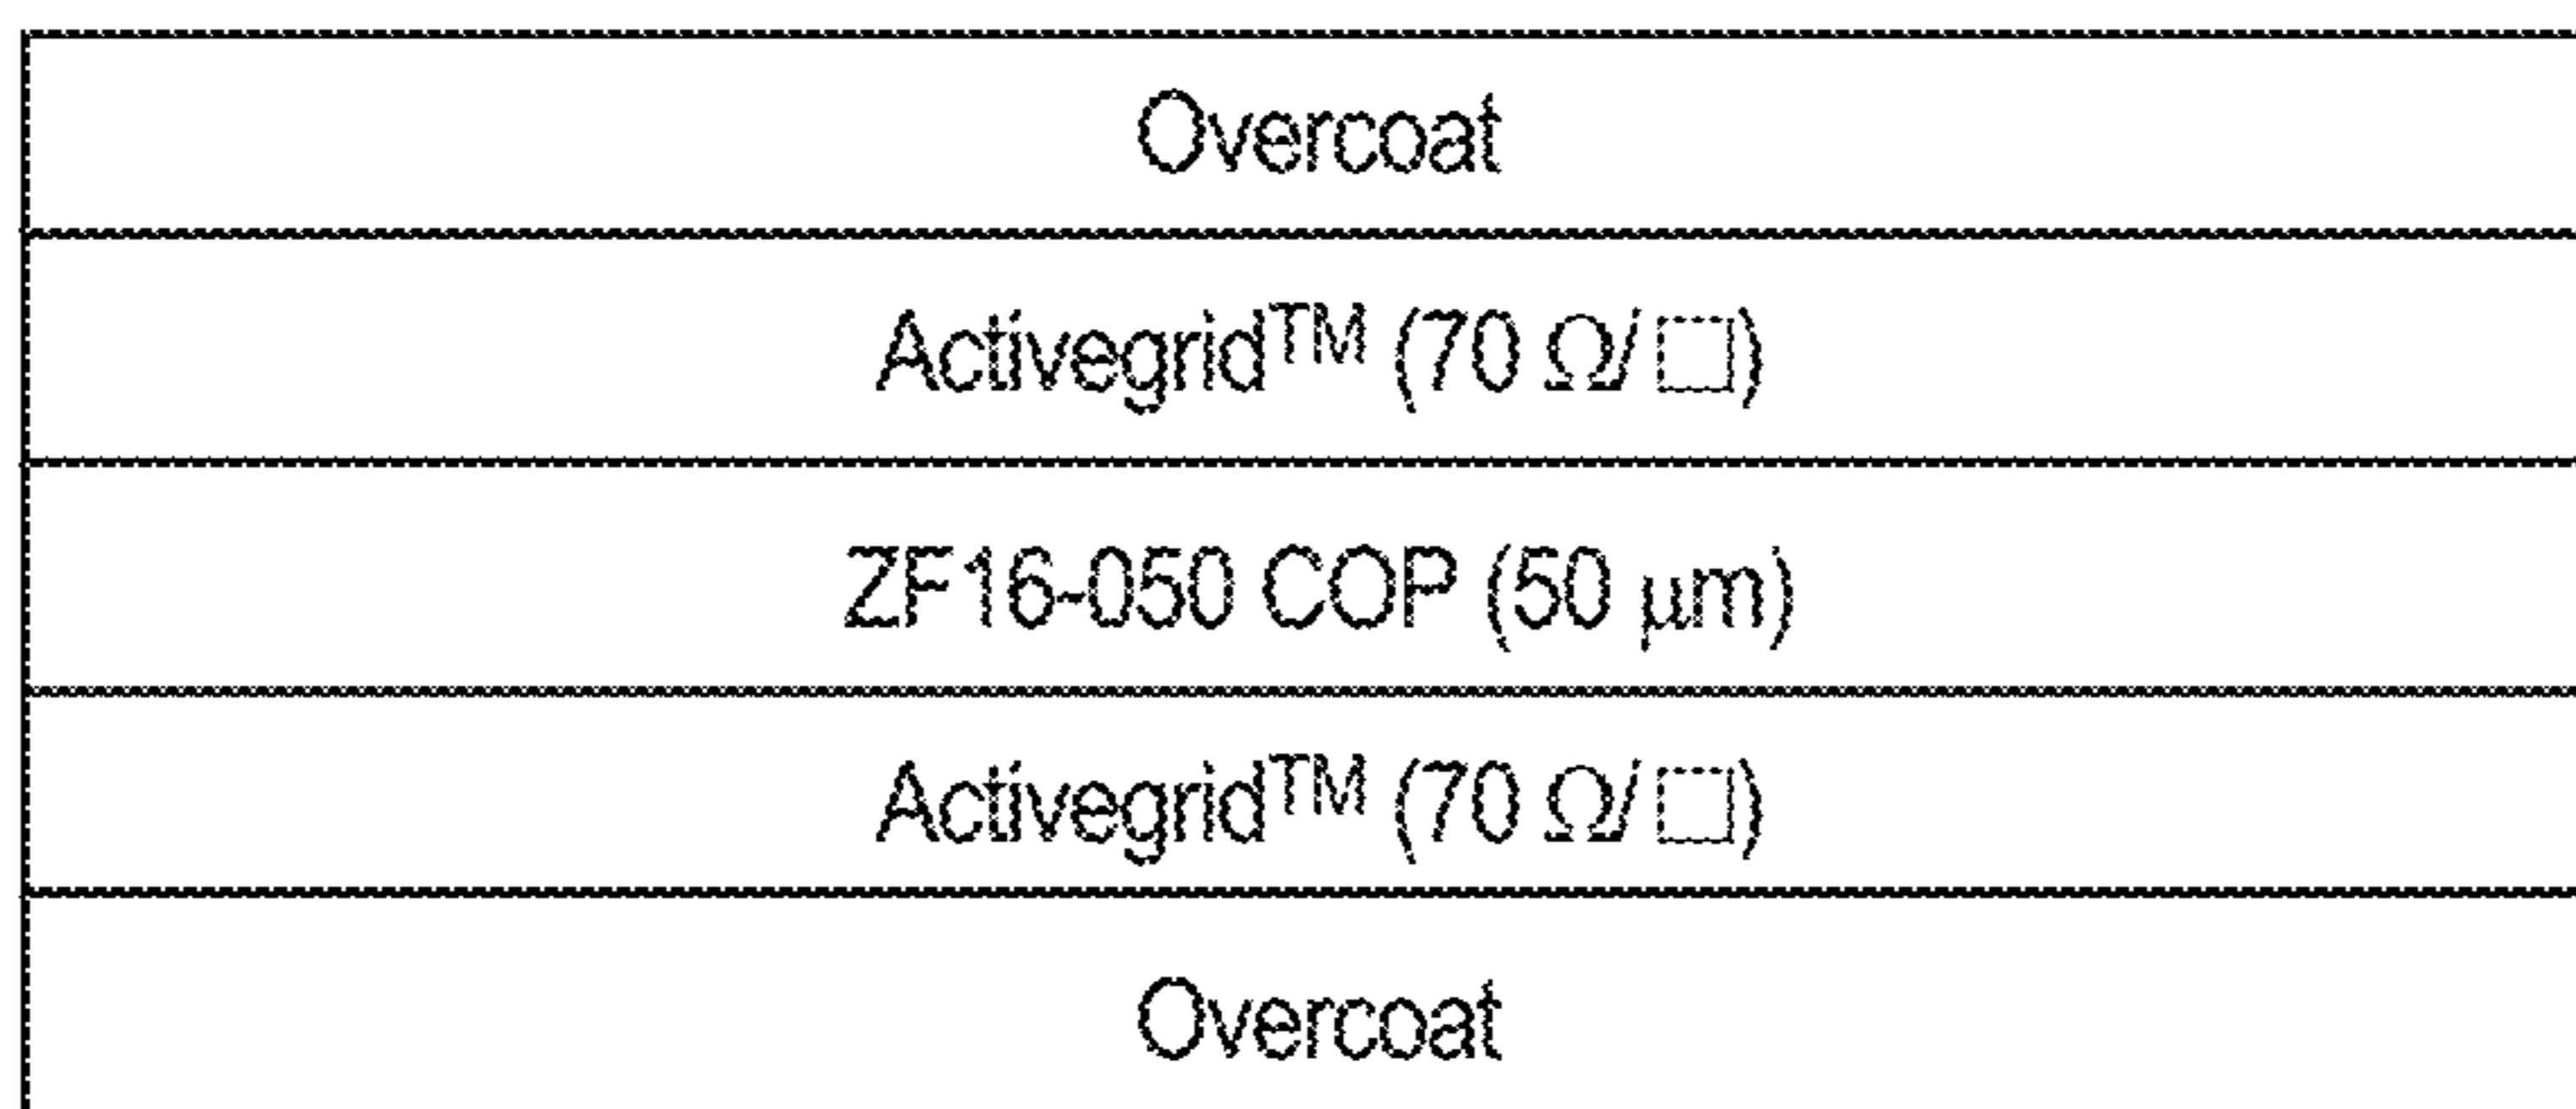 Overcoat
Activegrid™ (70 Ω/□)
ZF16-050 COP (50 μm)
Activegrid™ (70 Ω/□)
Overcoat